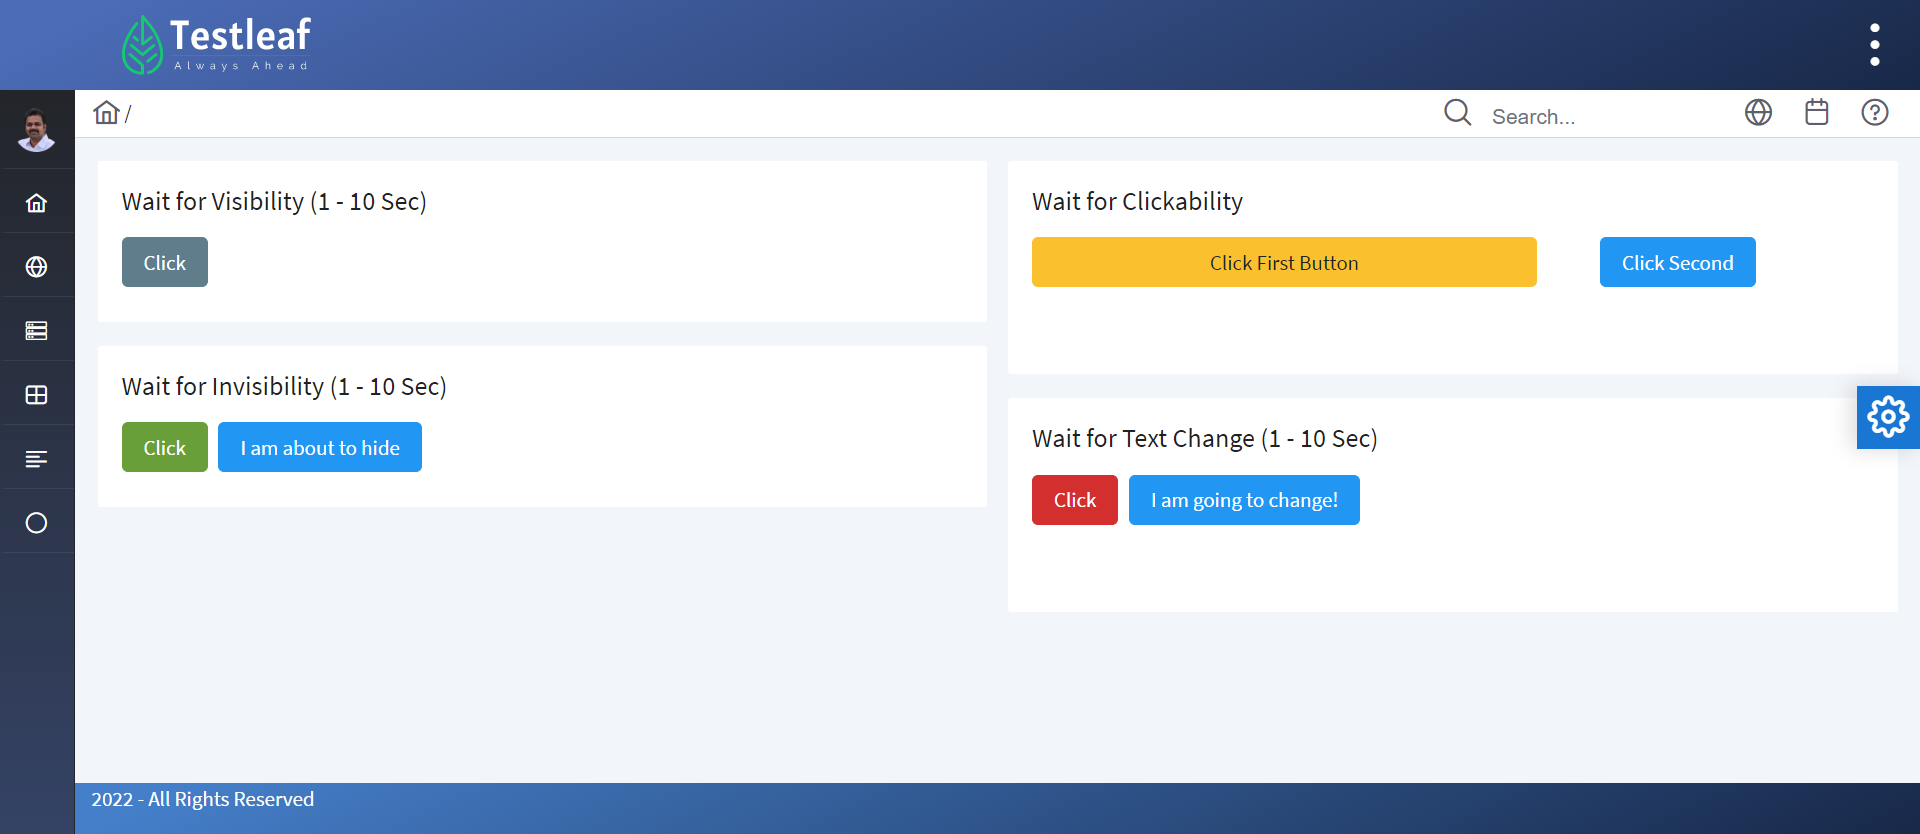 Testleaf
Always Ahead
/
Search...
Wait for Visibility (1 - 10 Sec)
Click
Wait for Invisibility (1 - 10 Sec)
Click
I am about to hide
Wait for Clickability
Click First Button
Click Second
Wait for Text Change (1 - 10 Sec)
Click
I am going to change!
2022 - All Rights Reserved